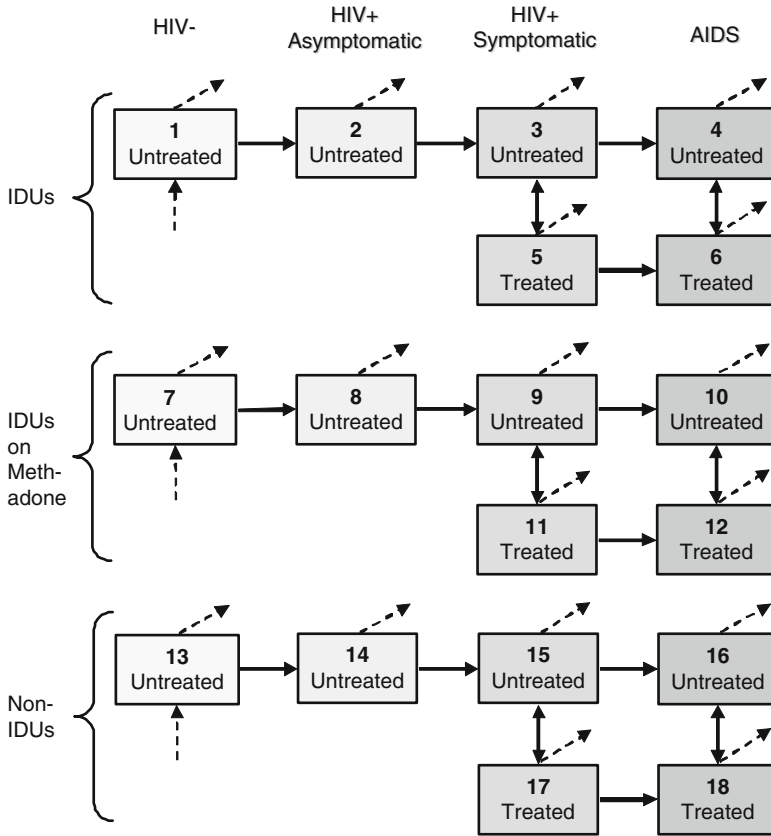 HIV-
HIV+
Asymptomatic
HIV+
Symptomatic
AIDS
IDUs
1
Untreated
2
Untreated
3
Untreated
4
Untreated
5
Treated
6
Treated
IDUs
on
Meth-
adone
7
Untreated
8
Untreated
9
Untreated
10
Untreated
11
Treated
12
Treated
Non-
IDUs
13
Untreated
14
Untreated
15
Untreated
16
Untreated
17
Treated
18
Treated